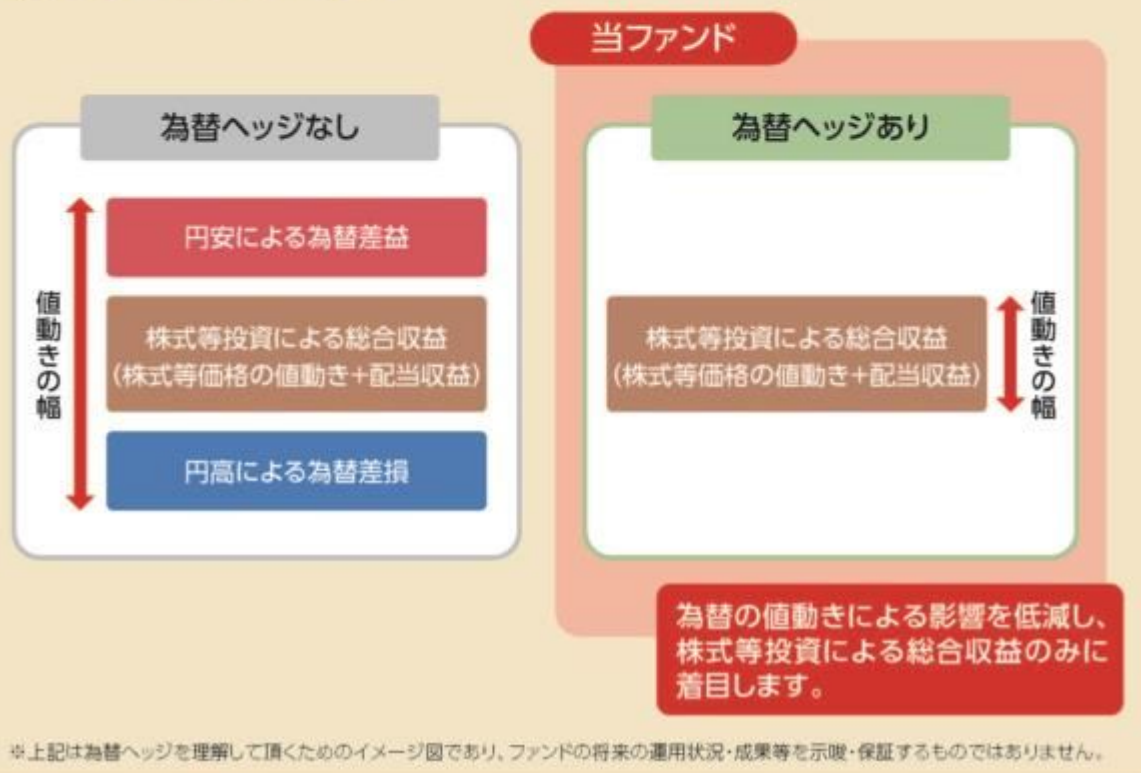 当ファンド
為替ヘッジなし
値動きの幅
円安による為替差益
株式等投資による総合収益
(株式等価格の値動き+配当収益)
円高による為替差損
為替ヘッジあり
株式等投資による総合収益
(株式等価格の値動き+配当収益)
値動きの幅
為替の値動きによる影響を低減し、
株式等投資による総合収益のみに
着目します。
※上記は為替ヘッジを理解して頂くためのイメージ図であり、ファンドの将来の運用状況・成果等を示唆・保証するものではありません。